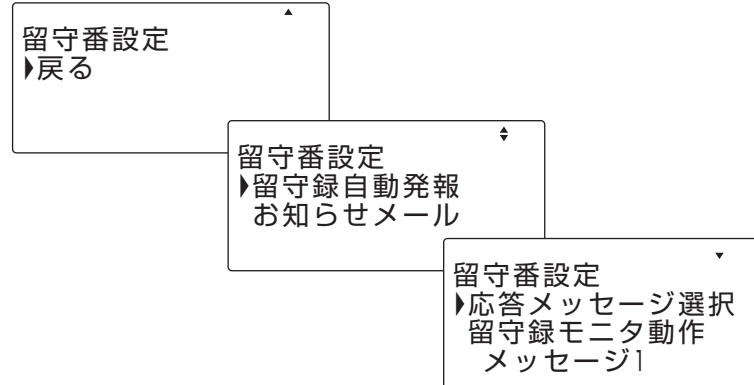 留守番設定
戻る
留守番設定
留守録自動発報
お知らせメール
留守番設定
応答メッセージ選択
留守録モニタ動作
メッセージ1